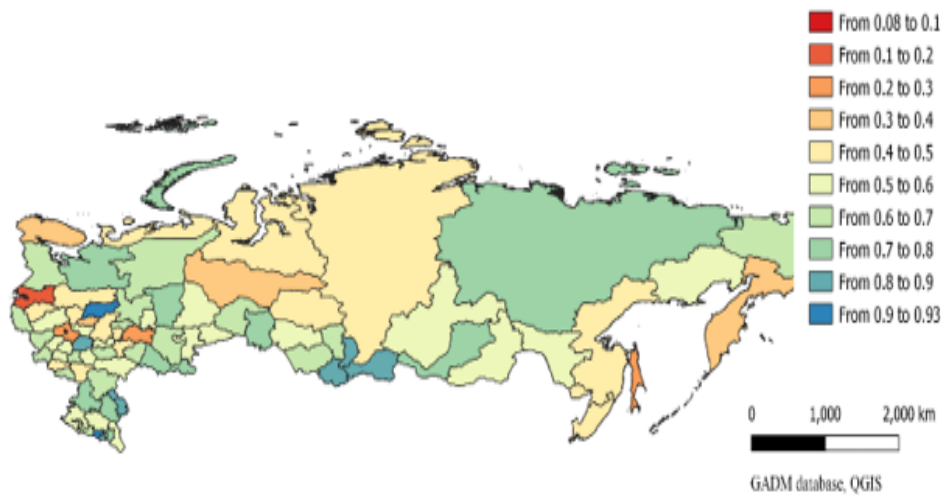 From 0.08 to 0.1
From 0.1 to 0.2
From 0.2 to 0.3
From 0.3 to 0.4
From 0.4 to 0.5
From 0.5 to 0.6
From 0.6 to 0.7
From 0.7 to 0.8
From 0.8 to 0.9
From 0.9 to 0.93
0 1,000 2,000 km
GADM database, QGIS